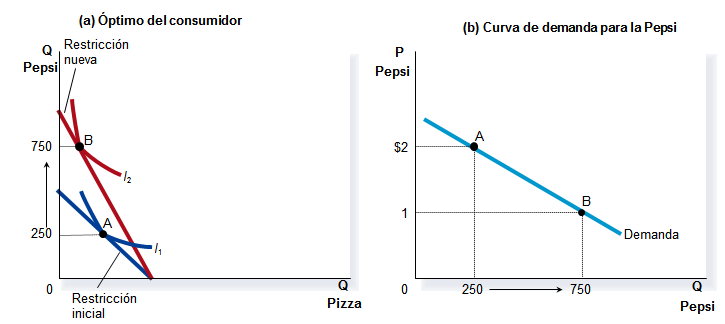 (a) Óptimo del consumidor
Q
Pepsi
Restricción
nueva
750
B
I2
250
A
I1
0
Restricción
inicial
Q
Pizza
(b) Curva de demanda para la Pepsi
P
Pepsi
$2
A
1
B
Demanda
0
250
750
Q
Pepsi